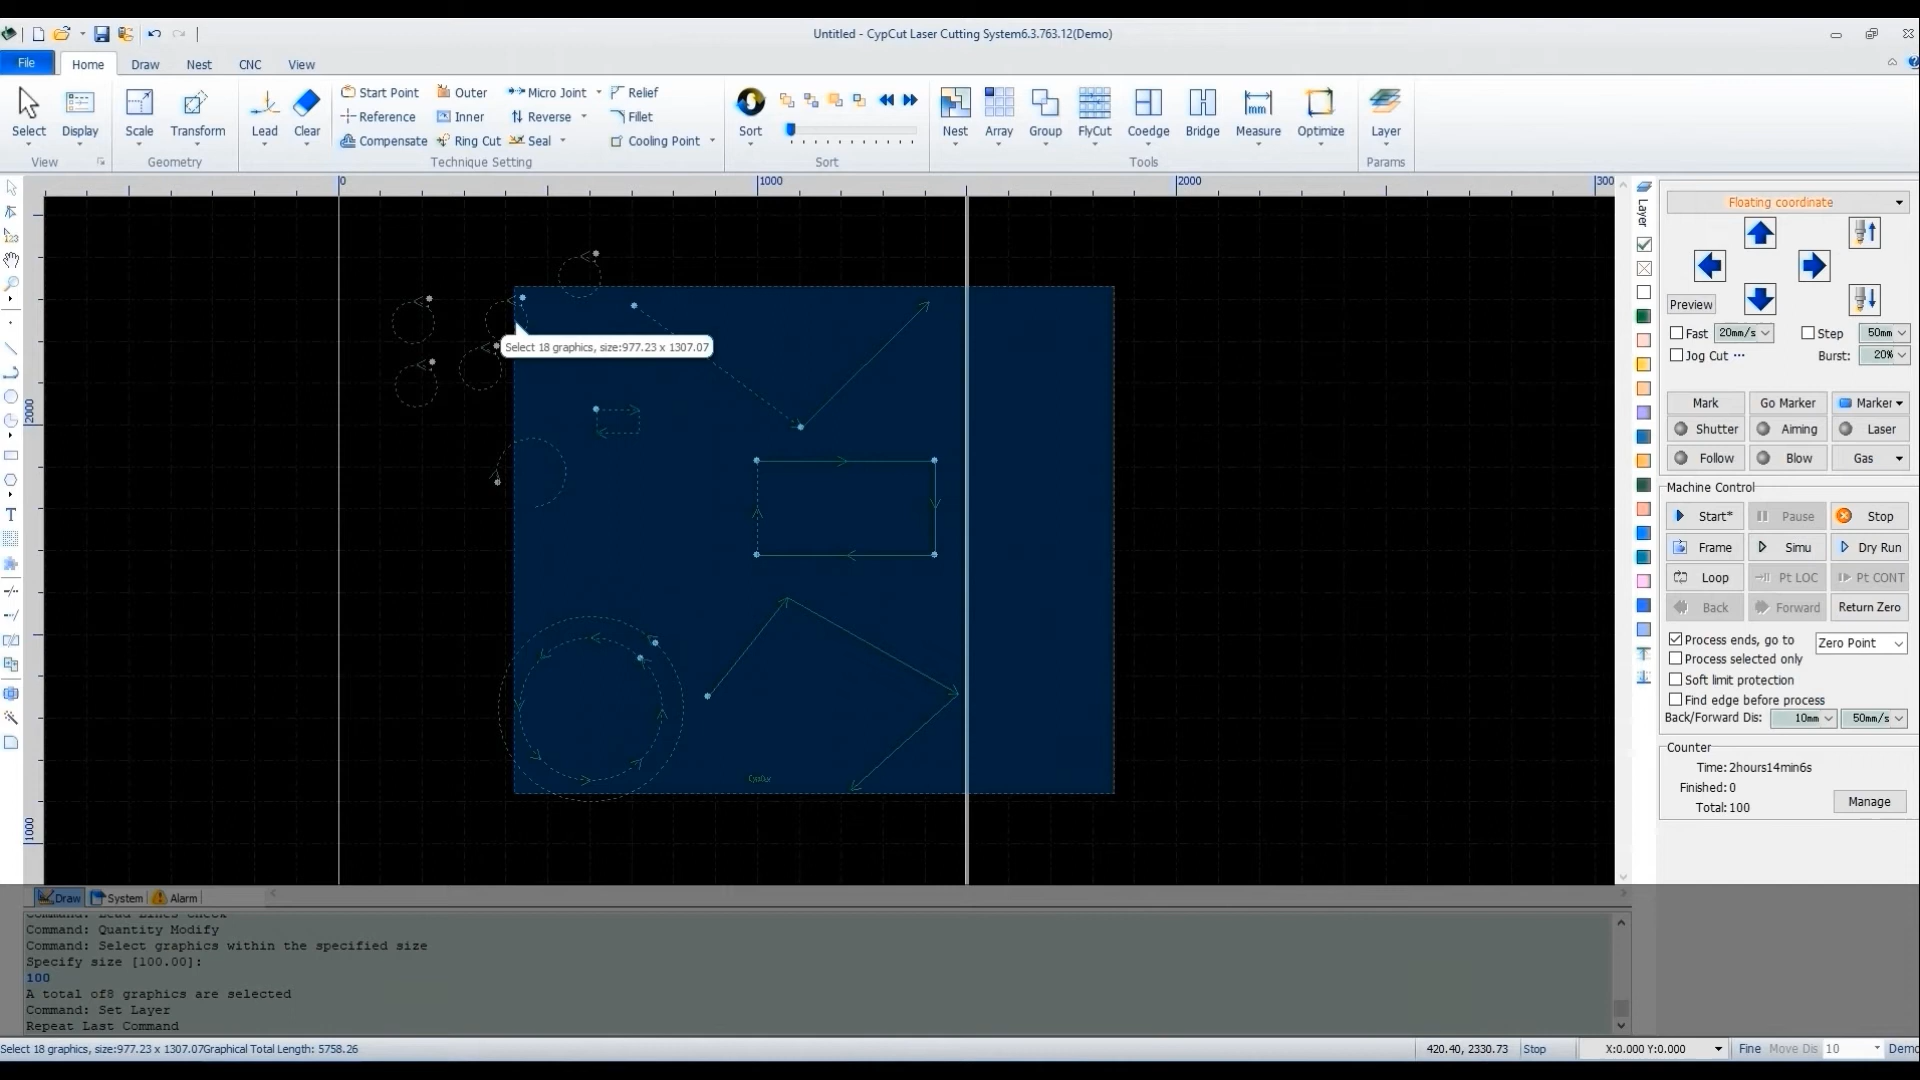 Untitled - CypCut Laser Cutting System6.3.763.12(Demo)
File Home Draw Nest CNC View
Start Point Outer Micro Joint Relief
Reference Inner Reverse Fillet
Compensate Ring Cut Seal Cooling Point
Select Display Scale Transform Lead Clear Sort Nest Array Group FlyCut Coedge Bridge Measure Optimize Layer
View Geometry Technique Setting Sort Tools Params
0 1000 2000 300
2000
1000
Select 18 graphics, size:977.23 x 1307.07
CypCut
Layer
Floating coordinate
Preview
Fast 20mm/s Step 50mm
Jog Cut ... Burst: 20%
Mark Go Marker Marker
Shutter Aiming Laser
Follow Blow Gas
Machine Control
Start* Pause Stop
Frame Simu Dry Run
Loop Pt LOC Pt CONT
Back Forward Return Zero
Process ends, go to Zero Point
Process selected only
Soft limit protection
Find edge before process
Back/Forward Dis: 10mm 50mm/s
Counter
Time: 2hours14min6s
Finished: 0
Total: 100
Manage
Draw System Alarm
Command: Lead Lines Check
Command: Quantity Modify
Command: Select graphics within the specified size
Specify size [100.00]:
100
A total of8 graphics are selected
Command: Set Layer
Repeat Last Command
Select 18 graphics, size:977.23 x 1307.07Graphical Total Length: 5758.26
420.40, 2330.73 Stop X:0.000 Y:0.000 Fine Move Dis 10 Demo